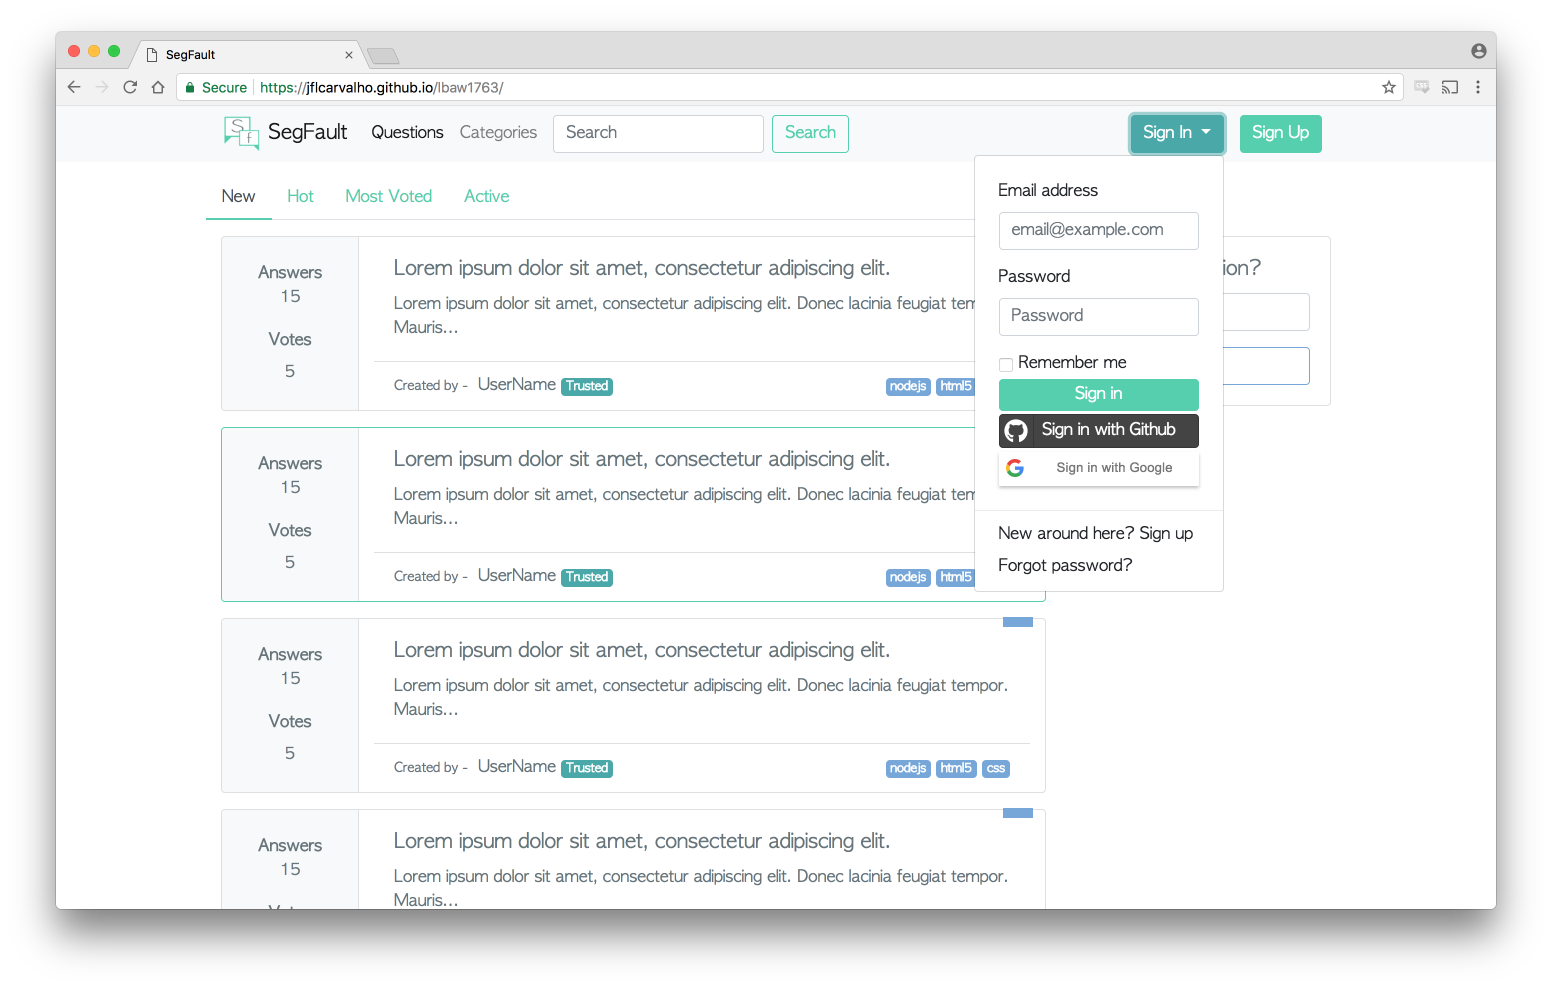 SegFault
Secure https://jflcarvalho.github.io/lbaw1763/
Sf SegFault Questions Categories Search Search Sign In Sign Up
New Hot Most Voted Active
Email address
email@example.com
Password
Password
Remember me
Sign in
Sign in with Github
Sign in with Google
New around here? Sign up
Forgot password?
Answers
15
Votes
5
Lorem ipsum dolor sit amet, consectetur adipiscing elit.
Lorem ipsum dolor sit amet, consectetur adipiscing elit. Donec lacinia feugiat tem
Mauris...
Created by - UserName Trusted nodejs html5
Answers
15
Votes
5
Lorem ipsum dolor sit amet, consectetur adipiscing elit.
Lorem ipsum dolor sit amet, consectetur adipiscing elit. Donec lacinia feugiat tem
Mauris...
Created by - UserName Trusted nodejs html5
Answers
15
Votes
5
Lorem ipsum dolor sit amet, consectetur adipiscing elit.
Lorem ipsum dolor sit amet, consectetur adipiscing elit. Donec lacinia feugiat tempor.
Mauris...
Created by - UserName Trusted nodejs html5 css
Answers
15
Lorem ipsum dolor sit amet, consectetur adipiscing elit.
Lorem ipsum dolor sit amet, consectetur adipiscing elit. Donec lacinia feugiat tempor.
Mauris...
ion?